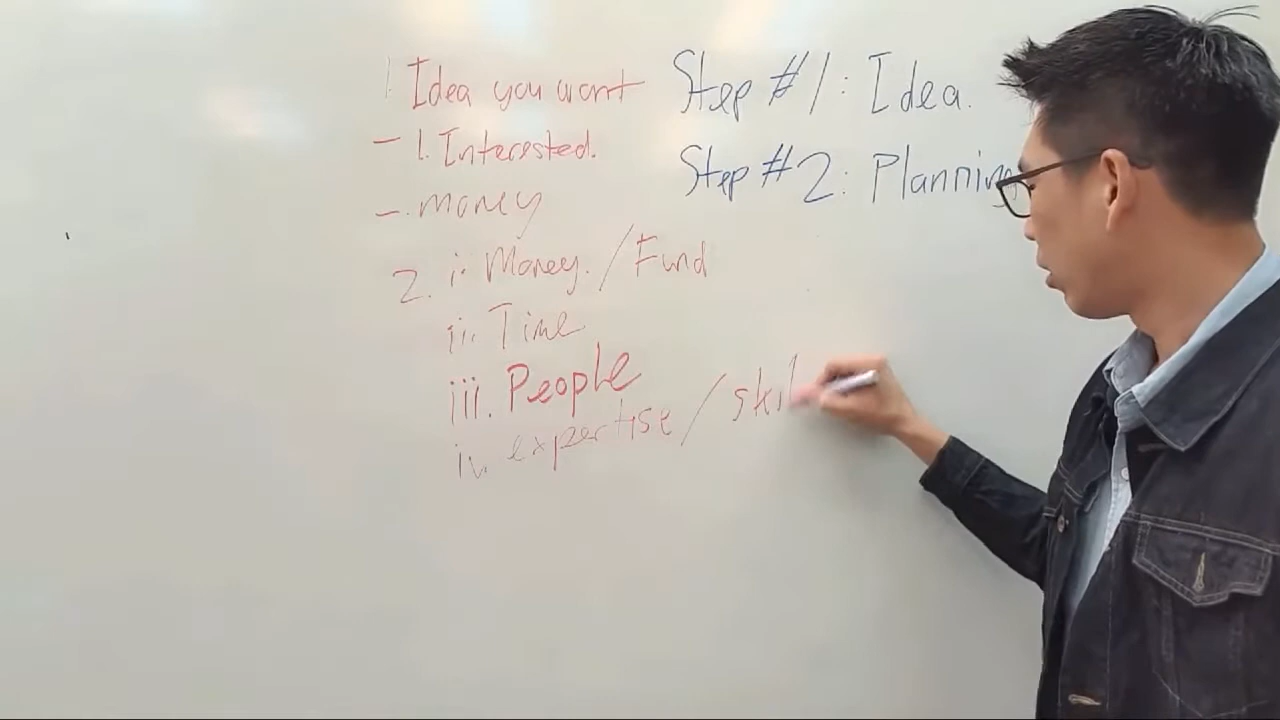 1. Idea you want
- 1. Interested.
-. money
2. i. Money. / Fund
ii. Time
iii. People
iv. expertise / skil
Step #1: Idea.
Step #2: Planning